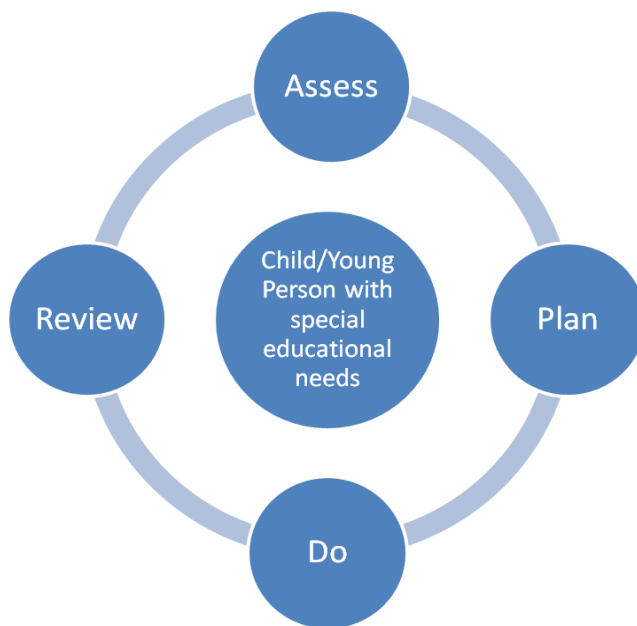 Assess
Child/Young
Person with
special
educational
needs
Review
Plan
Do